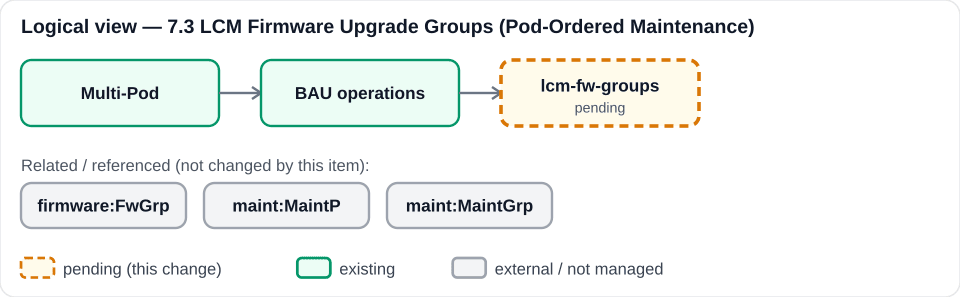 Logical view — 7.3 LCM Firmware Upgrade Groups (Pod-Ordered Maintenance)
Multi-Pod
BAU operations
lcm-fw-groups
pending
Related / referenced (not changed by this item):
firmware:FwGrp
maint:MaintP
maint:MaintGrp
pending (this change)
existing
external / not managed